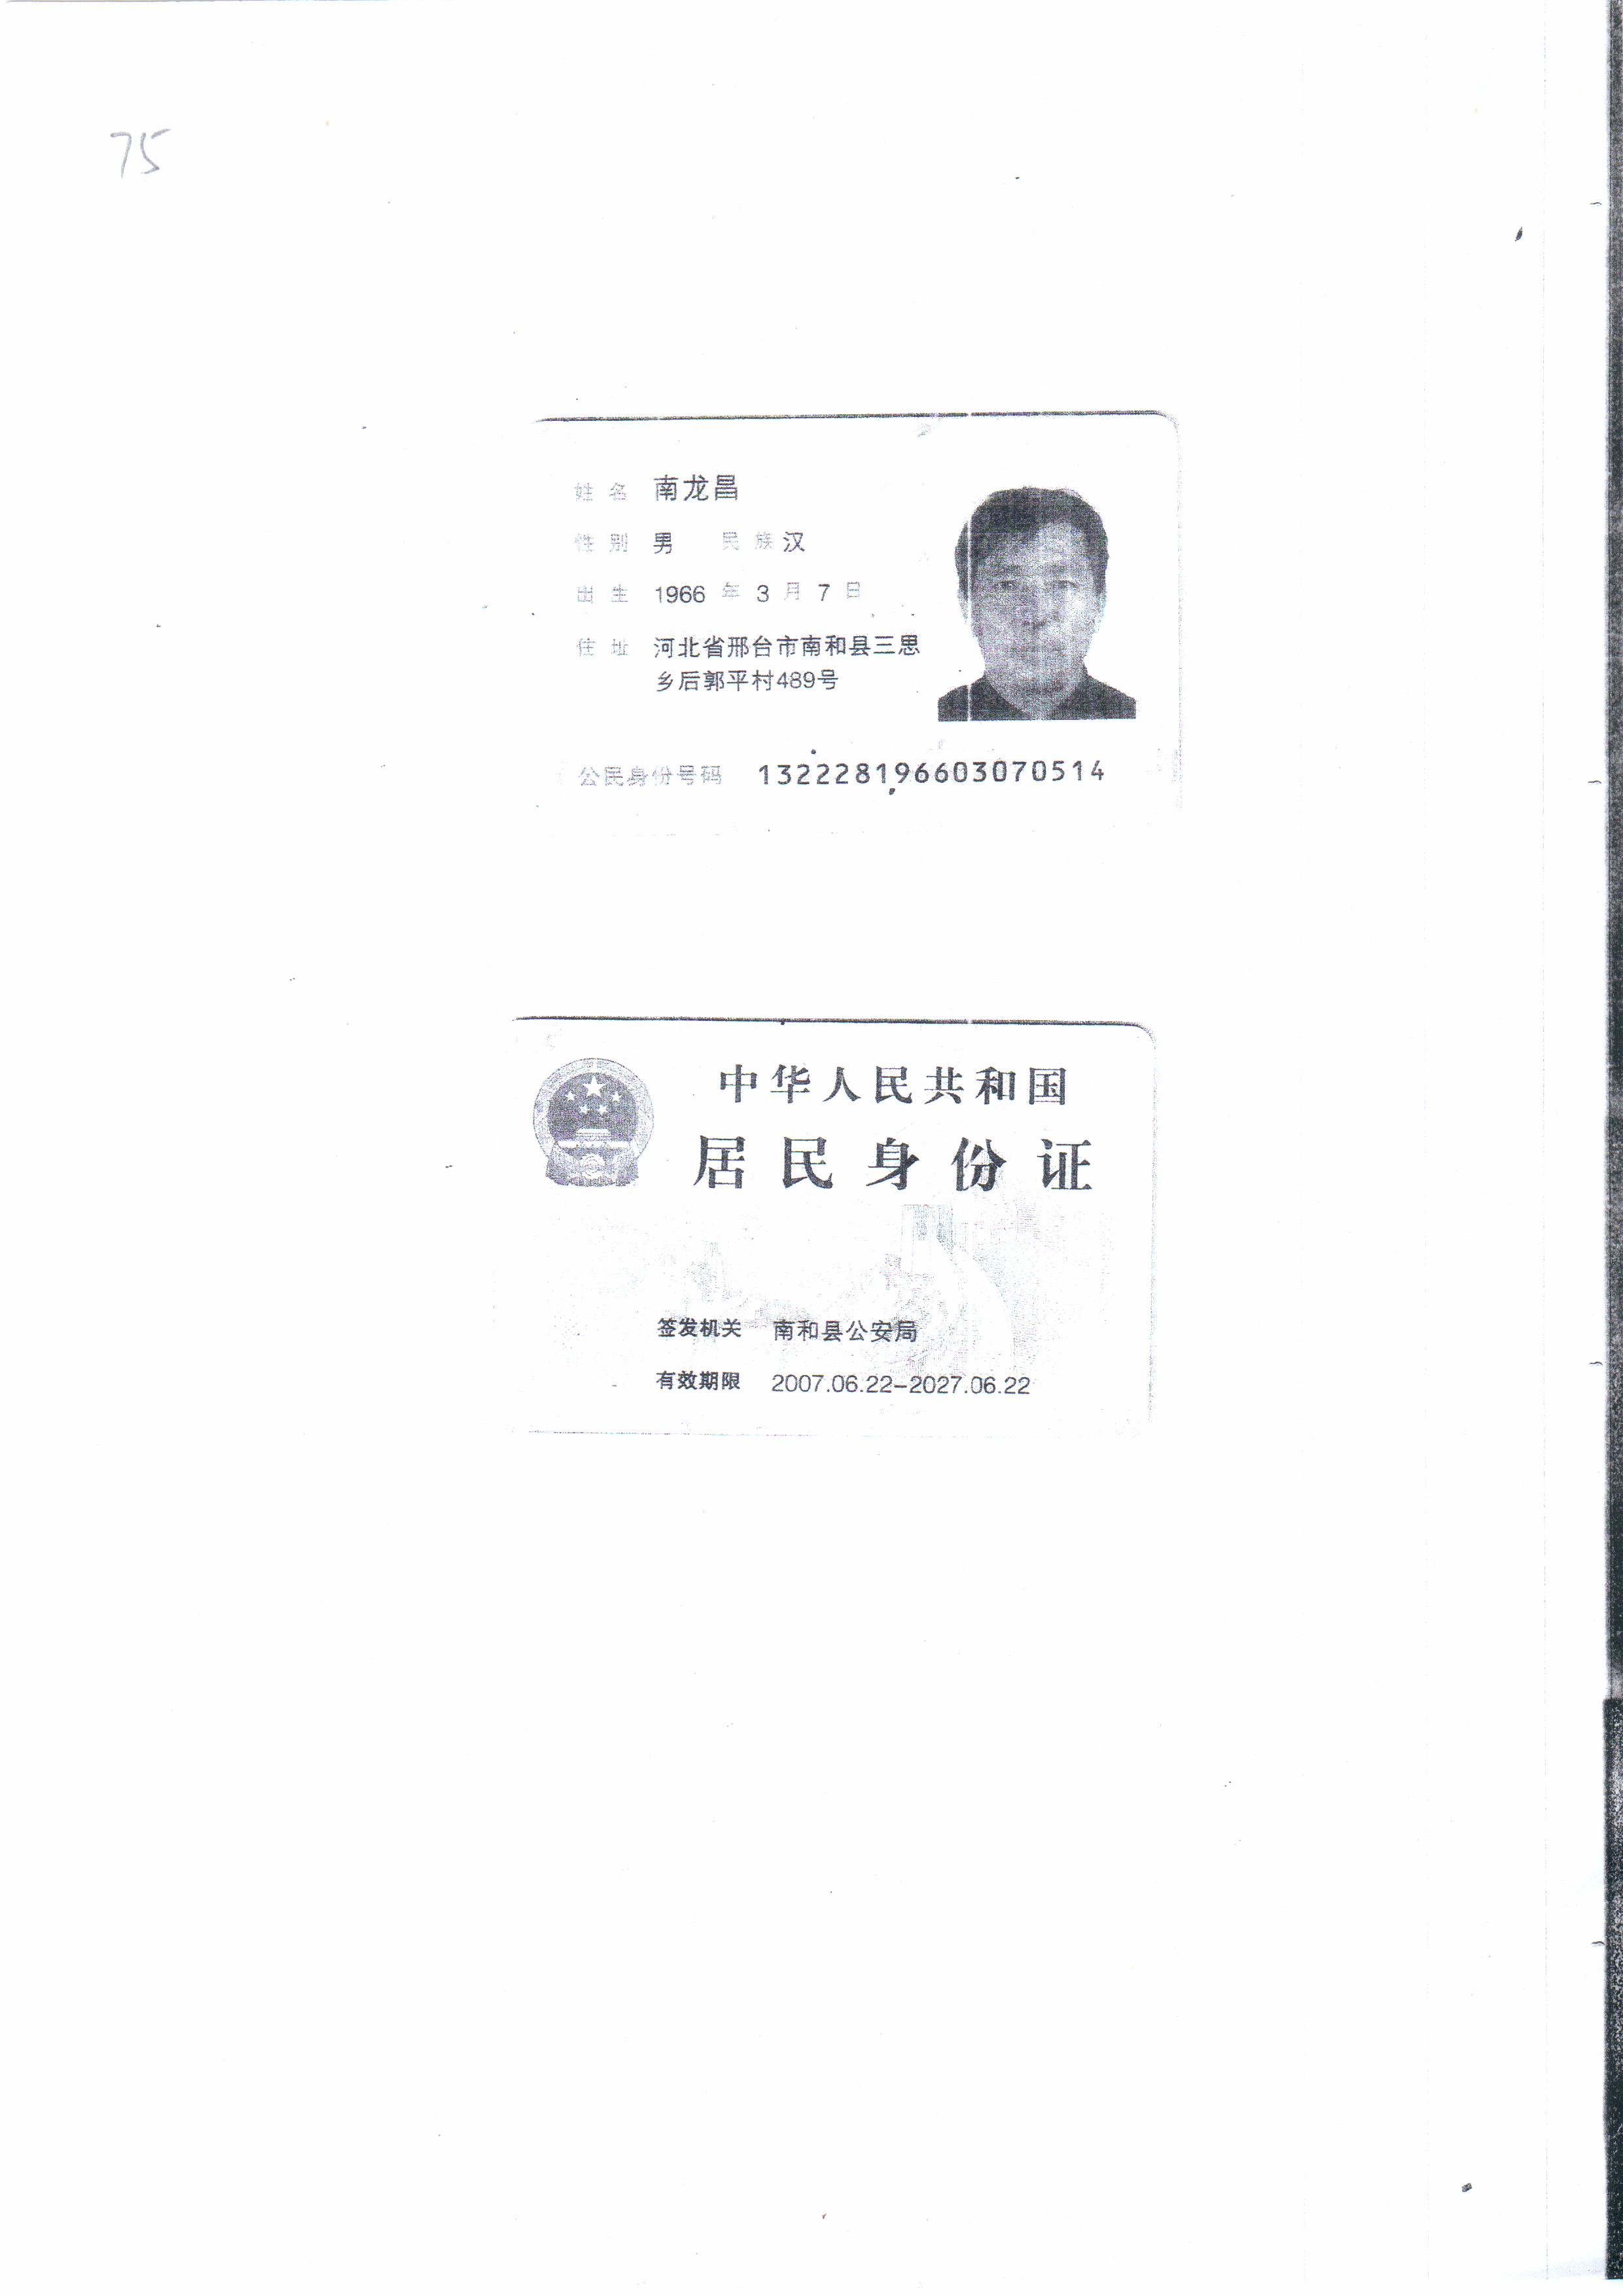 75
姓名 南龙昌
性别 男 民族 汉
出生 1966 年 3 月 7 日
住址 河北省邢台市南和县三思
乡后郭平村489号
公民身份号码 132228196603070514
中华人民共和国
居民身份证
签发机关 南和县公安局
有效期限 2007.06.22-2027.06.22